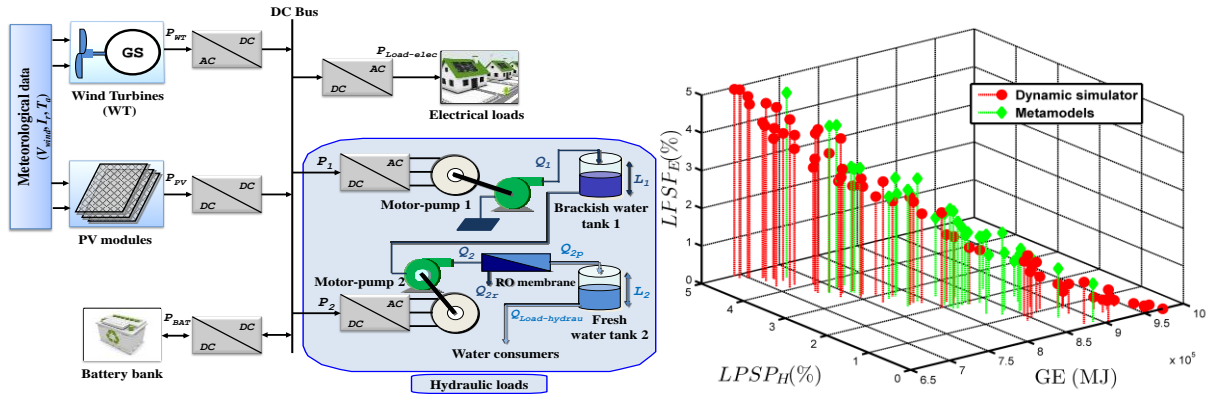 DC Bus
Meteorological data
(V_wind, I_r, T_a)
GS
P_WT
AC
DC
Wind Turbines
(WT)
P_PV
DC
DC
PV modules
P_BAT
DC
DC
Battery bank
DC
AC
P_Load-elec
Electrical loads
P_1
DC
AC
Motor-pump 1
Q_1
L_1
Brackish water
tank 1
Motor-pump 2
Q_2
Q_2p
RO membrane
Q_2r
L_2
P_2
DC
AC
Q_Load-hydrau
Fresh
water tank 2
Water consumers
Hydraulic loads
Dynamic simulator
Metamodels
LPSP_E(%)
5
4
3
2
1
0
5
4
3
2
1
0
LPSP_H(%)
6.5
7
7.5
8
8.5
9
9.5
10
x 10^5
GE (MJ)